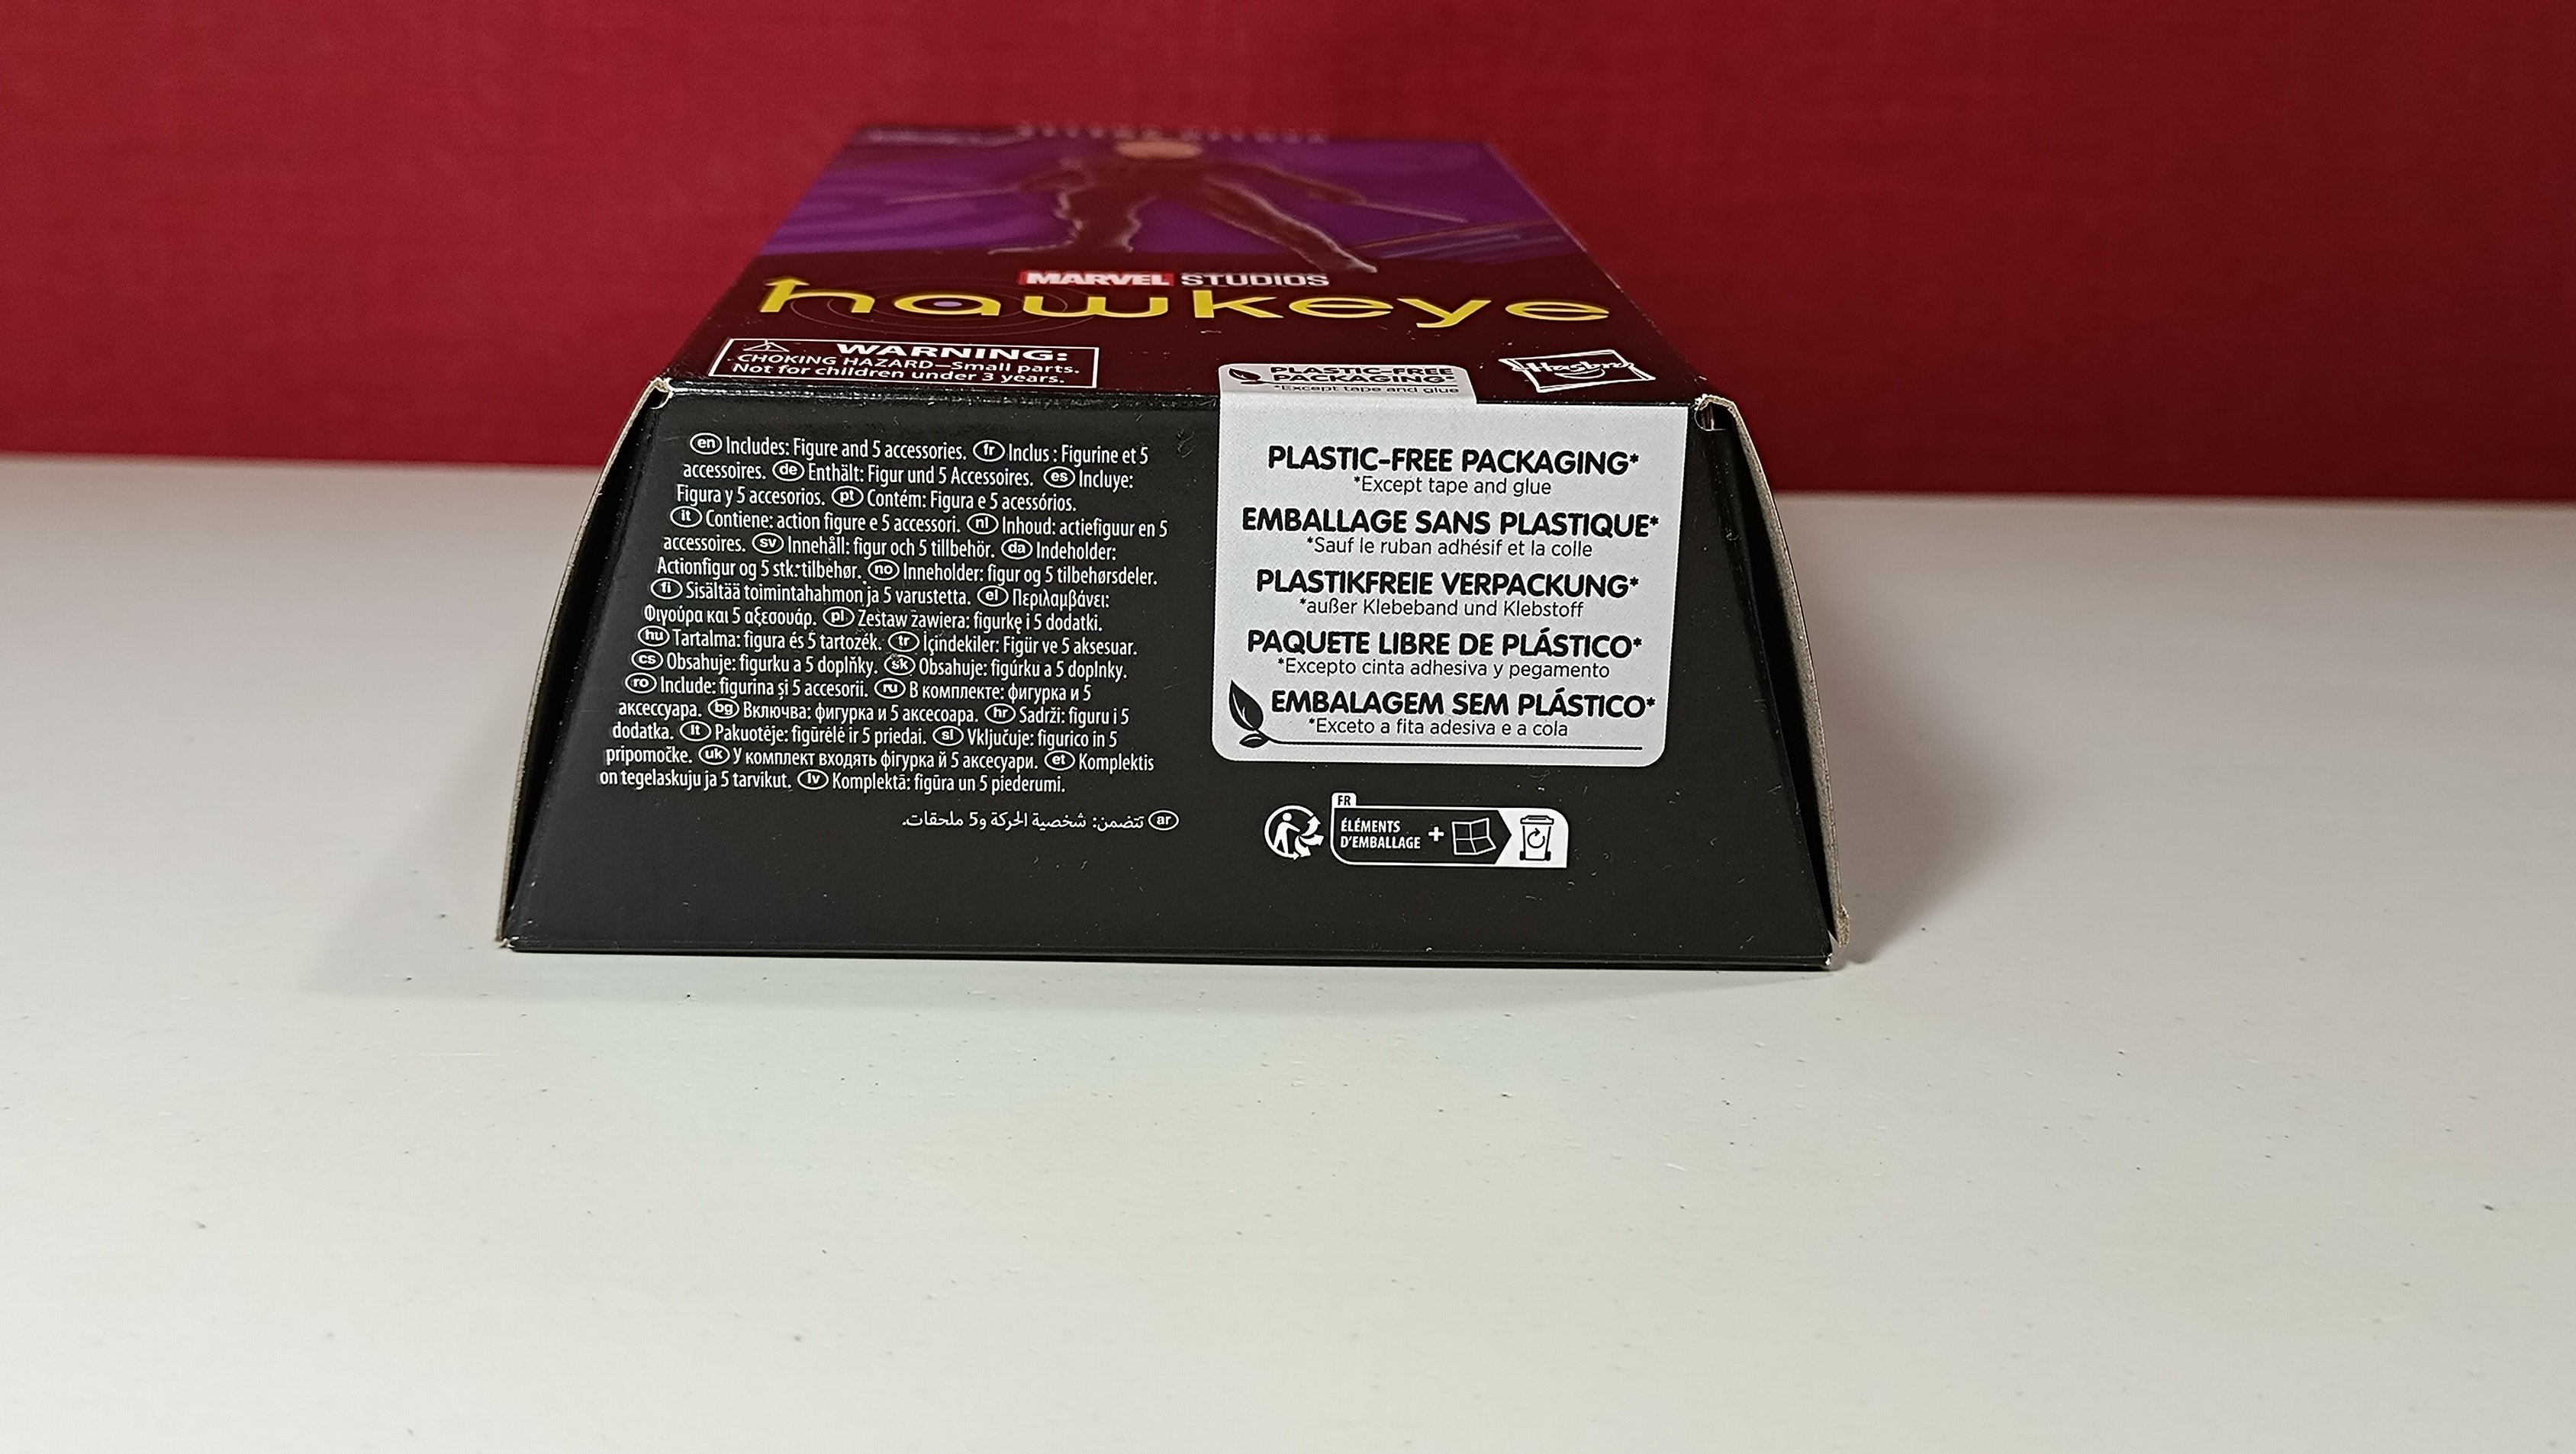 MARVEL STUDIOS
hawkeye
WARNING:
CHOKING HAZARD—Small parts.
Not for children under 3 years.
PLASTIC-FREE
PACKAGING*
*Except tape and glue
Hasbro
en Includes: Figure and 5 accessories. fr Inclus : Figurine et 5
accessoires. de Enthält: Figur und 5 Accessoires. es Incluye:
Figura y 5 accesorios. pt Contém: Figura e 5 acessórios.
it Contiene: action figure e 5 accessori. nl Inhoud: actiefiguur en 5
accessoires. sv Innehåll: figur och 5 tillbehör. da Indeholder:
Actionfigur og 5 stk. tilbehør. no Inneholder: figur og 5 tilbehørsdeler.
fi Sisältää toimintahahmon ja 5 varustetta. el Περιλαμβάνει:
Φιγούρα και 5 αξεσουάρ. pl Zestaw zawiera: figurkę i 5 dodatki.
hu Tartalma: figura és 5 tartozék. tr İçindekiler: Figür ve 5 aksesuar.
cs Obsahuje: figurku a 5 doplňky. sk Obsahuje: figúrku a 5 doplnky.
ro Include: figurina și 5 accesorii. ru В комплекте: фигурка и 5
аксессуара. bg Включва: фигурка и 5 аксесоара. hr Sadrži: figuru i 5
dodatka. lt Pakuotėje: figūrėlė ir 5 priedai. sl Vključuje: figurico in 5
pripomočke. uk У комплект входять фігурка й 5 аксесуари. et Komplektis
on tegelaskuju ja 5 tarvikut. lv Komplektā: figūra un 5 piederumi.
ar تتضمن: شخصية الحركة و5 ملحقات.
PLASTIC-FREE PACKAGING*
*Except tape and glue
EMBALLAGE SANS PLASTIQUE*
*Sauf le ruban adhésif et la colle
PLASTIKFREIE VERPACKUNG*
*außer Klebeband und Klebstoff
PAQUETE LIBRE DE PLÁSTICO*
*Excepto cinta adhesiva y pegamento
EMBALAGEM SEM PLÁSTICO*
*Exceto a fita adesiva e a cola
FR
ÉLÉMENTS
D'EMBALLAGE +